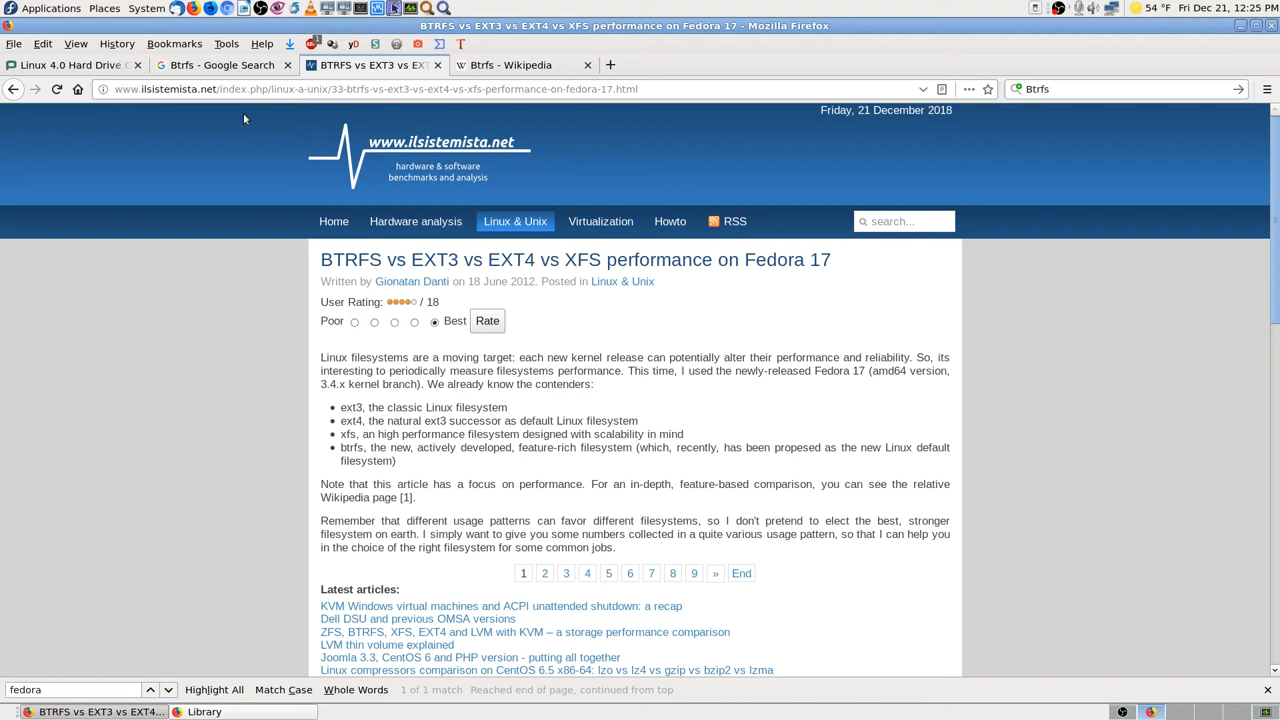 Applications Places System 54 °F Fri Dec 21, 12:25 PM
BTRFS vs EXT3 vs EXT4 vs XFS performance on Fedora 17 - Mozilla Firefox
File Edit View History Bookmarks Tools Help
Linux 4.0 Hard Drive C Btrfs - Google Search BTRFS vs EXT3 vs EXT Btrfs - Wikipedia
www.ilsistemista.net/index.php/linux-a-unix/33-btrfs-vs-ext3-vs-ext4-vs-xfs-performance-on-fedora-17.html Btrfs
Friday, 21 December 2018
www.ilsistemista.net
hardware & software
benchmarks and analysis
Home Hardware analysis Linux & Unix Virtualization Howto RSS search...
BTRFS vs EXT3 vs EXT4 vs XFS performance on Fedora 17
Written by Gionatan Danti on 18 June 2012. Posted in Linux & Unix
User Rating: / 18
Poor Best Rate
Linux filesystems are a moving target: each new kernel release can potentially alter their performance and reliability. So, its
interesting to periodically measure filesystems performance. This time, I used the newly-released Fedora 17 (amd64 version,
3.4.x kernel branch). We already know the contenders:
• ext3, the classic Linux filesystem
• ext4, the natural ext3 successor as default Linux filesystem
• xfs, an high performance filesystem designed with scalability in mind
• btrfs, the new, actively developed, feature-rich filesystem (which, recently, has been propesed as the new Linux default
filesystem)
Note that this article has a focus on performance. For an in-depth, feature-based comparison, you can see the relative
Wikipedia page [1].
Remember that different usage patterns can favor different filesystems, so I don't pretend to elect the best, stronger
filesystem on earth. I simply want to give you some numbers collected in a quite various usage pattern, so that I can help you
in the choice of the right filesystem for some common jobs.
1 2 3 4 5 6 7 8 9 » End
Latest articles:
KVM Windows virtual machines and ACPI unattended shutdown: a recap
Dell DSU and previous OMSA versions
ZFS, BTRFS, XFS, EXT4 and LVM with KVM – a storage performance comparison
LVM thin volume explained
Joomla 3.3, CentOS 6 and PHP version - putting all together
Linux compressors comparison on CentOS 6.5 x86-64: lzo vs lz4 vs gzip vs bzip2 vs lzma
fedora Highlight All Match Case Whole Words 1 of 1 match Reached end of page, continued from top
BTRFS vs EXT3 vs EXT4... Library